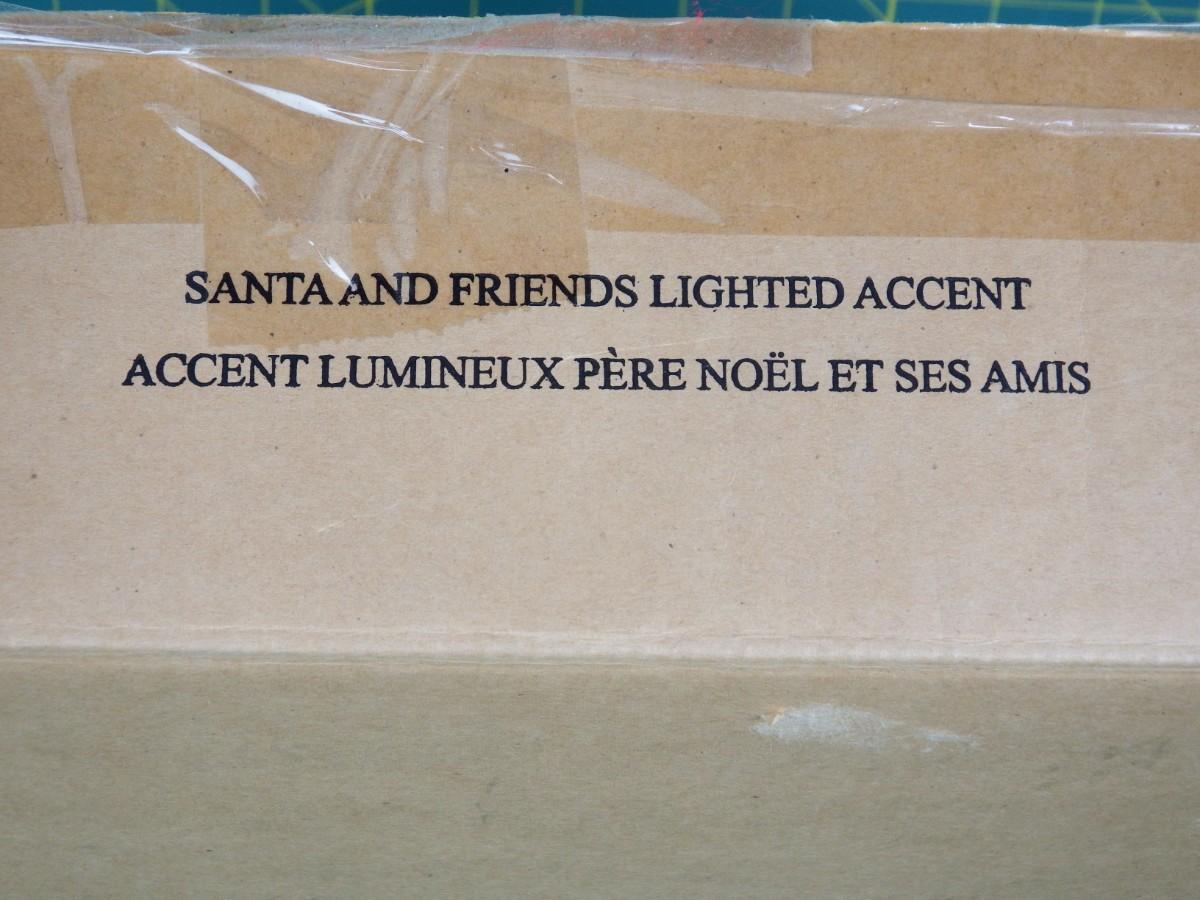 SANTA AND FRIENDS LIGHTED ACCENT
ACCENT LUMINEUX PÈRE NOËL ET SES AMIS